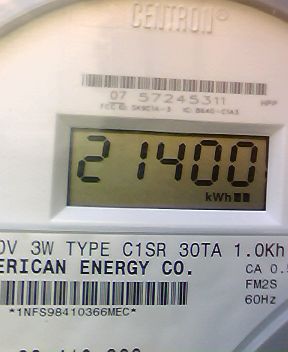 CENTRON
07 57245311 HPP
21400
kWh
0V 3W TYPE C1SR 30TA 1.0Kh
ERICAN ENERGY CO.
CA 0.5
FM2S
60Hz
*1NFS98410366MEC*